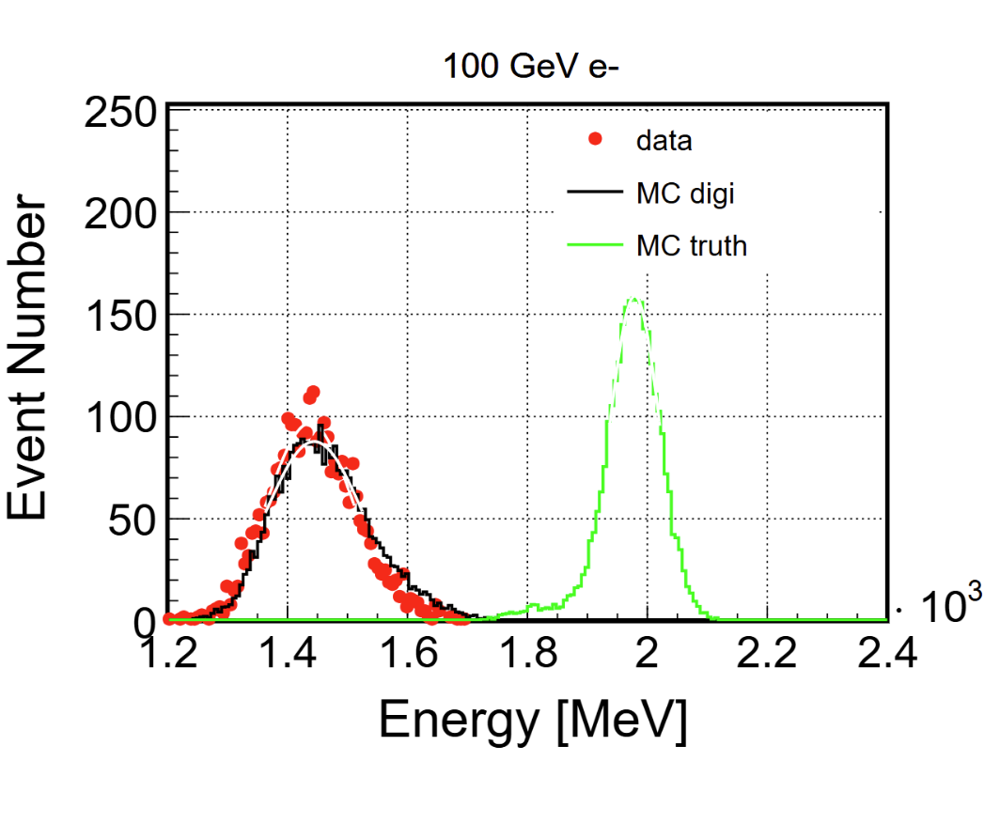 100 GeV e-
250
200
150
100
50
0
Event Number
data
MC digi
MC truth
1.2 1.4 1.6 1.8 2 2.2 2.4
· 10³
Energy [MeV]